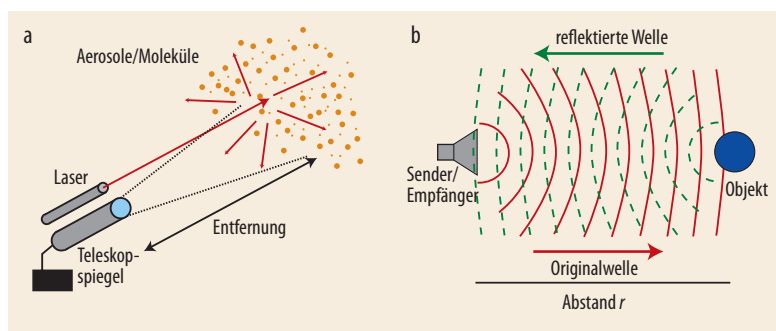 a
Aerosole/Moleküle
Laser
Teleskop-
spiegel
Entfernung
b
reflektierte Welle
Sender/
Empfänger
Objekt
Originalwelle
Abstand r